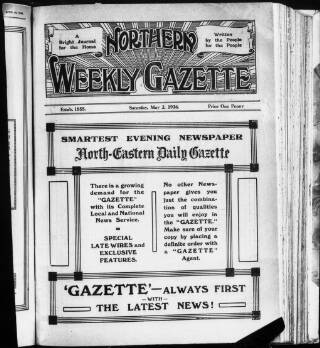 A
Bright Journal
for the Home
NORTHERN
Written
by the People
for the People
WEEKLY GAZETTE
Estab. 1855.
Saturday, May 2, 1936.
Price One Penny
SMARTEST EVENING NEWSPAPER
North-Eastern Daily Gazette
There is a growing
demand for the
"GAZETTE"
with its Complete
Local and National
News Service.
SPECIAL
LATE WIRES and
EXCLUSIVE
FEATURES.
No other News-
paper gives you
just the combina-
tion of qualities
you will enjoy in
the "GAZETTE."
Make sure of your
copy by placing a
definite order with
a "GAZETTE"
Agent.
'GAZETTE'—ALWAYS FIRST
—WITH—
THE LATEST NEWS!